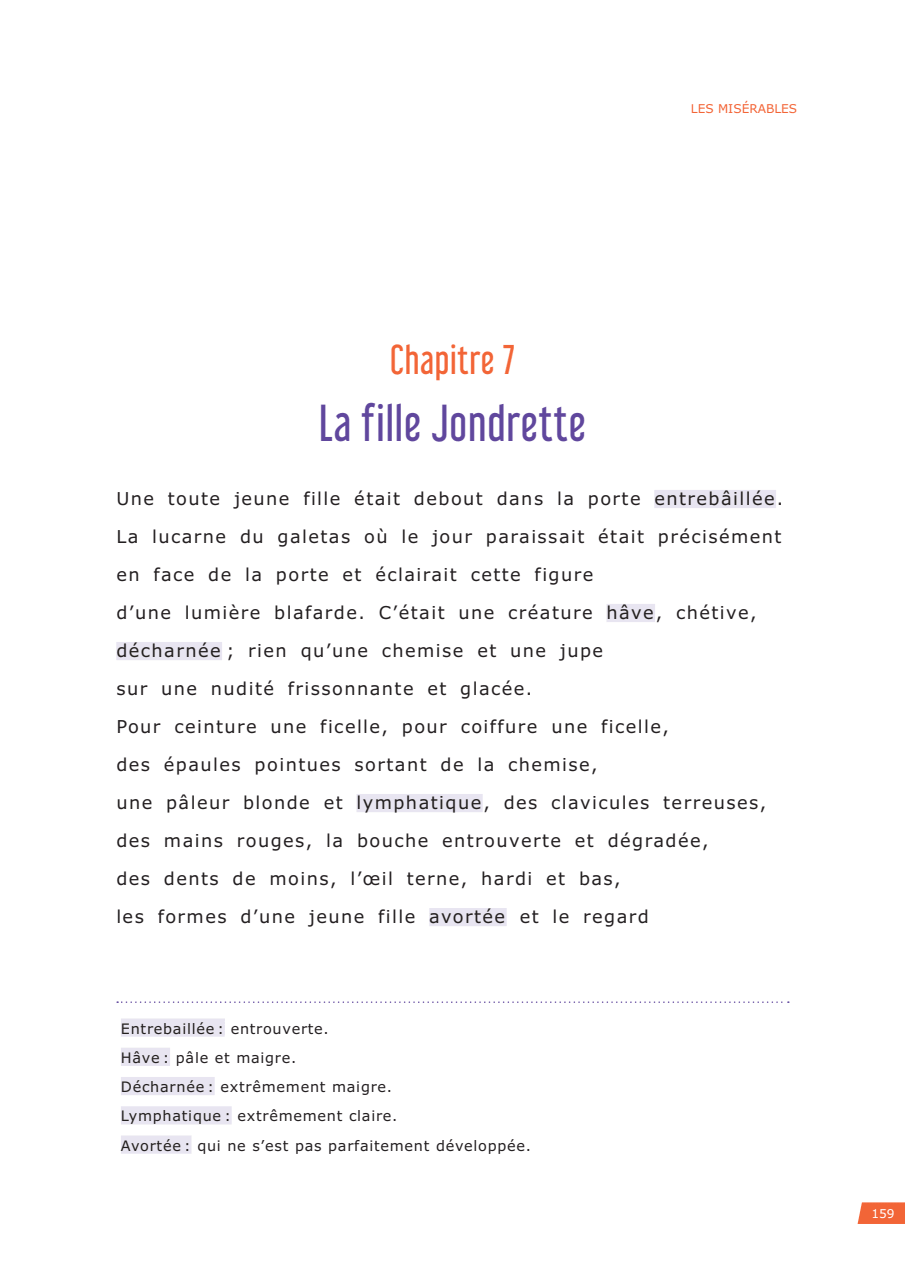 LES MISÉRABLES
Chapitre 7
La fille Jondrette
Une toute jeune fille était debout dans la porte entrebâillée.
La lucarne du galetas où le jour paraissait était précisément
en face de la porte et éclairait cette figure
d’une lumière blafarde. C’était une créature hâve, chétive,
décharnée ; rien qu’une chemise et une jupe
sur une nudité frissonnante et glacée.
Pour ceinture une ficelle, pour coiffure une ficelle,
des épaules pointues sortant de la chemise,
une pâleur blonde et lymphatique, des clavicules terreuses,
des mains rouges, la bouche entrouverte et dégradée,
des dents de moins, l’œil terne, hardi et bas,
les formes d’une jeune fille avortée et le regard
Entrebaillée : entrouverte.
Hâve : pâle et maigre.
Décharnée : extrêmement maigre.
Lymphatique : extrêmement claire.
Avortée : qui ne s’est pas parfaitement développée.
159